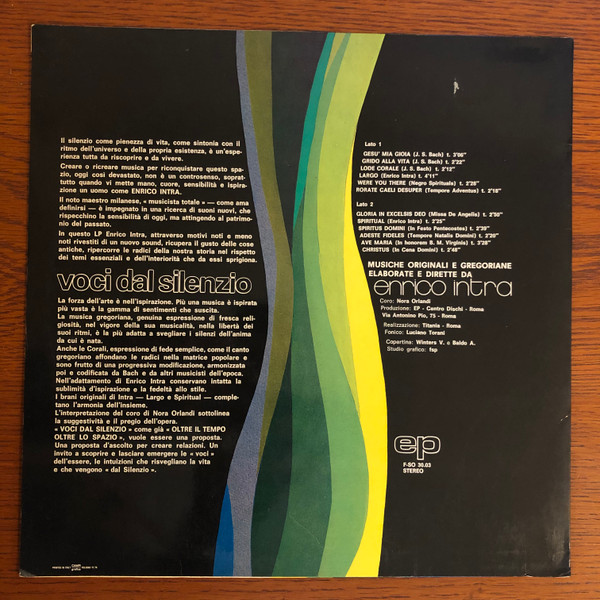 Il silenzio come pienezza di vita, come sintonia con il
ritmo dell'universo e della propria esistenza, è un'espe-
rienza tutta da riscoprire e da vivere.
Creare o ricreare musica per riconquistare questo spa-
zio, oggi così devastato, non è un controsenso, soprat-
tutto quando vi mette mano, cuore, sensibilità e ispira-
zione un uomo come ENRICO INTRA.
Il noto maestro milanese, « musicista totale » — come ama
definirsi — è impegnato in una ricerca di suoni nuovi, che
rispecchino la sensibilità di oggi, ma attingendo al patrimo-
nio del passato.
In questo LP Enrico Intra, attraverso motivi noti e meno
noti rivestiti di un nuovo sound, ricupera il gusto delle cose
antiche, ripercorre le radici della nostra storia nel rispetto
dei temi essenziali e dell'interiorità che da essi sprigiona.
voci dal silenzio
La forza dell'arte è nell'ispirazione. Più una musica è ispirata
più vasta è la gamma di sentimenti che suscita.
La musica gregoriana, genuina espressione di fresca reli-
giosità, nel vigore della sua musicalità, nella libertà dei
suoi ritmi, è la più adatta a svegliare i silenzi dell'anima
da cui è nata.
Anche le Corali, espressione di fede semplice, come il canto
gregoriano affondano le radici nella matrice popolare e
sono frutto di una progressiva modificazione, armonizzata
poi e codificata da Bach e da altri musicisti dell'epoca.
Nell'adattamento di Enrico Intra conservano intatta la
sublimità d'ispirazione e la fedeltà allo stile.
I brani originali di Intra — Largo e Spiritual — comple-
tano l'armonia dell'insieme.
L'interpretazione del coro di Nora Orlandi sottolinea
la suggestività e il pregio dell'opera.
« VOCI DAL SILENZIO » come già « OLTRE IL TEMPO
OLTRE LO SPAZIO », vuole essere una proposta.
Una proposta d'ascolto per creare relazioni. Un
invito a scoprire e lasciare emergere le « voci »
dell'essere, le intuizioni che risvegliano la vita
e che vengono « dal Silenzio ».
Lato 1
GESU' MIA GIOIA (J. S. Bach) t. 3'00"
GRIDO ALLA VITA (J. S. Bach) t. 3'22"
LODE CORALE (J. S. Bach) t. 2'12"
LARGO (Enrico Intra) t. 4'11"
WERE YOU THERE (Negro Spirituals) t. 2'28"
RORATE CAELI DESUPER (Tempore Adventus) t. 2'18"
Lato 2
GLORIA IN EXCELSIS DEO (Missa De Angelis) t. 2'50"
SPIRITUAL (Enrico Intra) t. 2'25"
SPIRITUS DOMINI (In Festo Pentecostes) t. 2'39"
ADESTE FIDELES (Tempore Natalis Domini) t. 2'20"
AVE MARIA (In honorem B. M. Virginis) t. 3'28"
CHRISTUS (In Cena Domini) t. 2'48"
MUSICHE ORIGINALI E GREGORIANE
ELABORATE E DIRETTE DA
enrico intra
Coro: Nora Orlandi
Produzione: EP - Centro Dischi - Roma
Via Antonino Pio, 75 - Roma
Realizzazione: Titania - Roma
Fonico: Luciano Torani
Copertina: Winters V. e Baldo A.
Studio grafico: fsp
ep
F-SO 30.03
STEREO